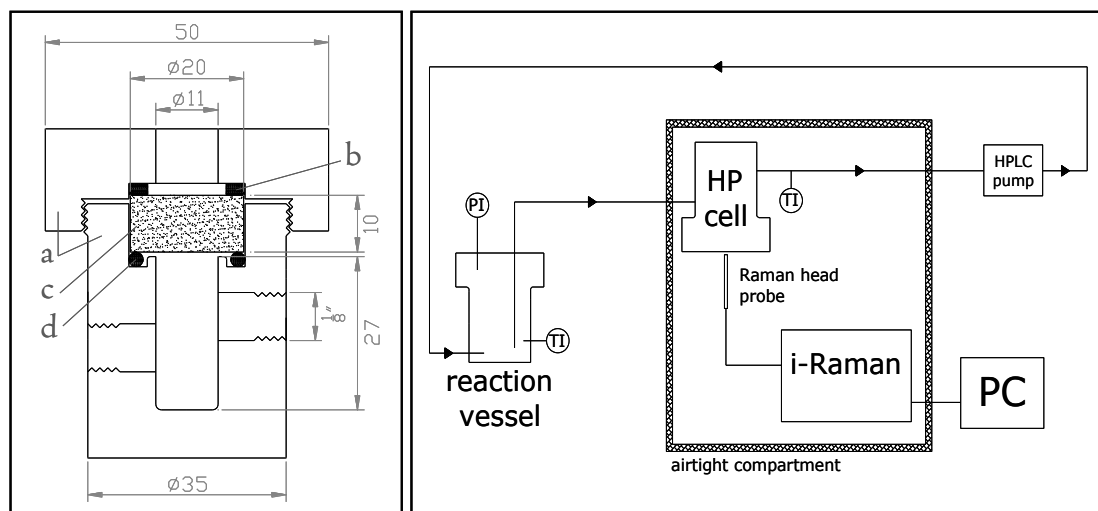 50
ø20
ø11
b
a
c
d
10
1/8"
27
ø35
HP
cell
PI
TI
TI
HPLC
pump
Raman head
probe
i-Raman
PC
reaction
vessel
airtight compartment